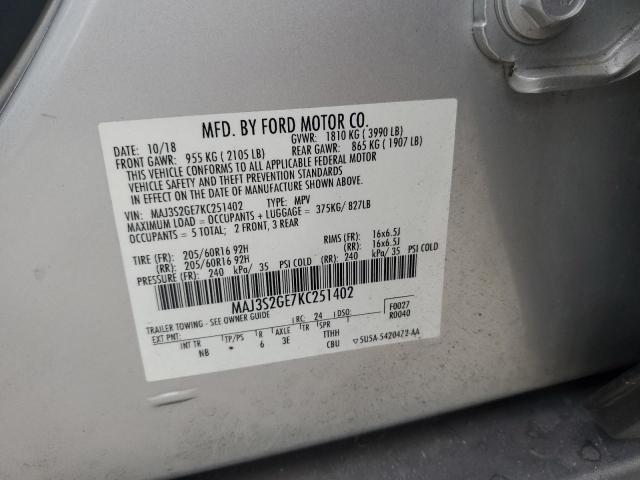 MFD. BY FORD MOTOR CO.
DATE: 10/18 GVWR: 1810 KG ( 3990 LB)
FRONT GAWR: 955 KG ( 2105 LB) REAR GAWR: 865 KG ( 1907 LB)
THIS VEHICLE CONFORMS TO ALL APPLICABLE FEDERAL MOTOR
VEHICLE SAFETY AND THEFT PREVENTION STANDARDS IN EFFECT
ON THE DATE OF MANUFACTURE SHOWN ABOVE.
VIN: MAJ3S2GE7KC251402 TYPE: MPV
MAXIMUM LOAD = OCCUPANTS + LUGGAGE = 375KG/ 827LB
OCCUPANTS = 5 TOTAL; 2 FRONT, 3 REAR
TIRE (FR): 205/60R16 92H RIMS (FR): 16x6.5J
(RR): 205/60R16 92H (RR): 16x6.5J
PRESSURE (FR): 240 kPa/ 35 PSI COLD (RR): 240 kPa/ 35 PSI COLD
MAJ3S2GE7KC251402
TRAILER TOWING - SEE OWNER GUIDE RC: 24 DSO: F0027
R0040
EXT PNT: INT TR TP/PS R AXLE TR SPR TTHH
NB * 6 3E CBU ▽ 5U5A-5420472-AA